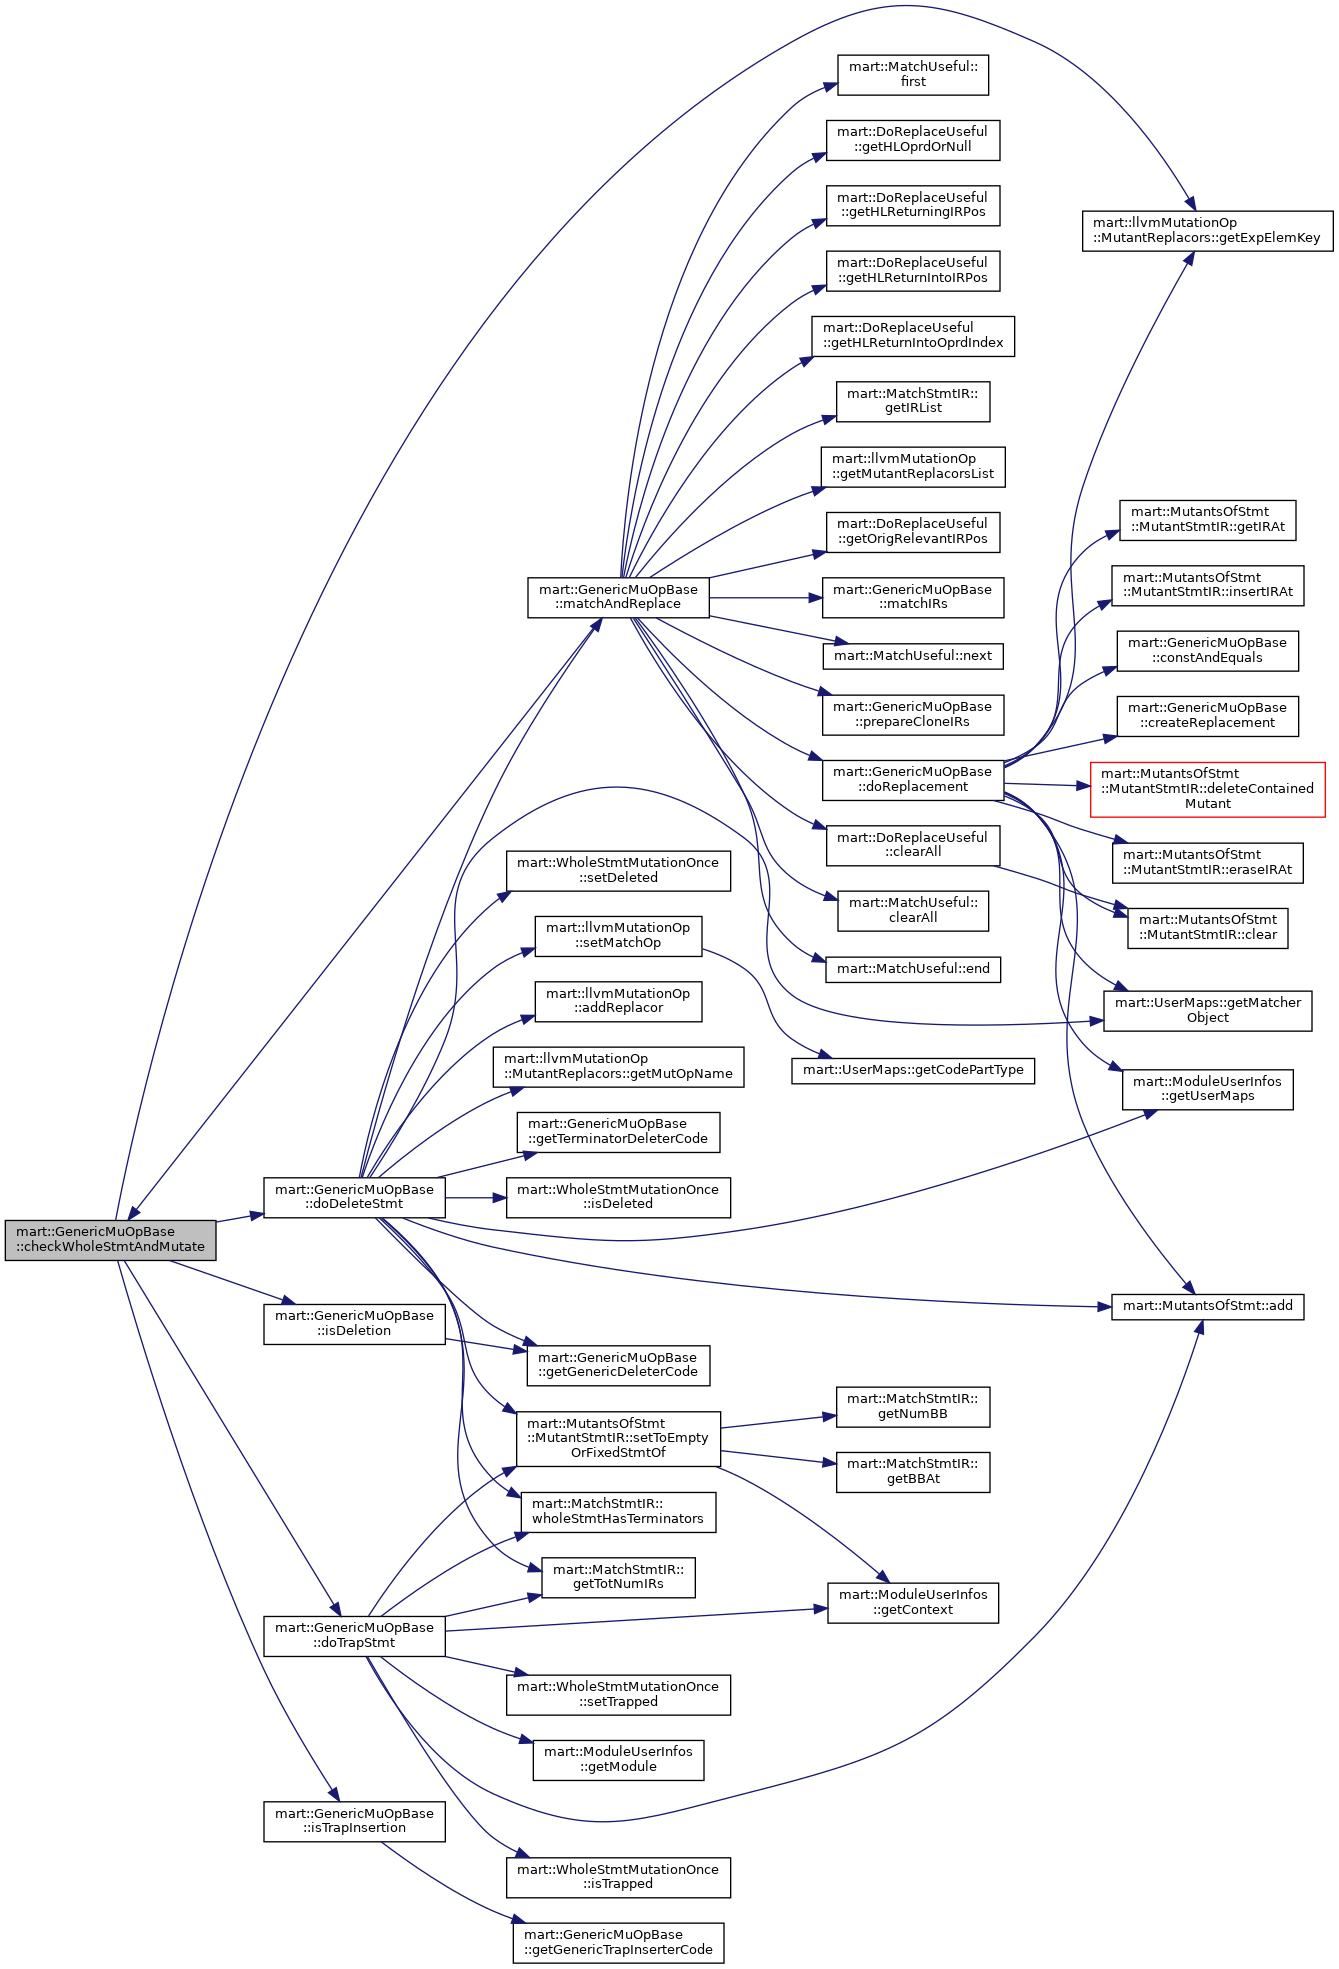 mart::MatchUseful::
first
mart::DoReplaceUseful
::getHLOprdOrNull
mart::DoReplaceUseful
::getHLReturningIRPos
mart::llvmMutationOp
::MutantReplacors::getExpElemKey
mart::DoReplaceUseful
::getHLReturnIntoIRPos
mart::DoReplaceUseful
::getHLReturnIntoOprdIndex
mart::MatchStmtIR::
getIRList
mart::llvmMutationOp
::getMutantReplacorsList
mart::MutantsOfStmt
::MutantStmtIR::getIRAt
mart::DoReplaceUseful
::getOrigRelevantIRPos
mart::GenericMuOpBase
::matchAndReplace
mart::GenericMuOpBase
::matchIRs
mart::MutantsOfStmt
::MutantStmtIR::insertIRAt
mart::MatchUseful::next
mart::GenericMuOpBase
::constAndEquals
mart::GenericMuOpBase
::prepareCloneIRs
mart::GenericMuOpBase
::createReplacement
mart::GenericMuOpBase
::doReplacement
mart::MutantsOfStmt
::MutantStmtIR::deleteContained
Mutant
mart::DoReplaceUseful
::clearAll
mart::MutantsOfStmt
::MutantStmtIR::eraseIRAt
mart::WholeStmtMutationOnce
::setDeleted
mart::MatchUseful::
clearAll
mart::MutantsOfStmt
::MutantStmtIR::clear
mart::llvmMutationOp
::setMatchOp
mart::MatchUseful::end
mart::llvmMutationOp
::addReplacor
mart::UserMaps::getMatcher
Object
mart::llvmMutationOp
::MutantReplacors::getMutOpName
mart::UserMaps::getCodePartType
mart::ModuleUserInfos
::getUserMaps
mart::GenericMuOpBase
::getTerminatorDeleterCode
mart::GenericMuOpBase
::doDeleteStmt
mart::WholeStmtMutationOnce
::isDeleted
mart::GenericMuOpBase
::checkWholeStmtAndMutate
mart::MutantsOfStmt::add
mart::GenericMuOpBase
::isDeletion
mart::GenericMuOpBase
::getGenericDeleterCode
mart::MatchStmtIR::
getNumBB
mart::MutantsOfStmt
::MutantStmtIR::setToEmpty
OrFixedStmtOf
mart::MatchStmtIR::
getBBAt
mart::MatchStmtIR::
wholeStmtHasTerminators
mart::MatchStmtIR::
getTotNumIRs
mart::ModuleUserInfos
::getContext
mart::GenericMuOpBase
::doTrapStmt
mart::WholeStmtMutationOnce
::setTrapped
mart::ModuleUserInfos
::getModule
mart::GenericMuOpBase
::isTrapInsertion
mart::WholeStmtMutationOnce
::isTrapped
mart::GenericMuOpBase
::getGenericTrapInserterCode